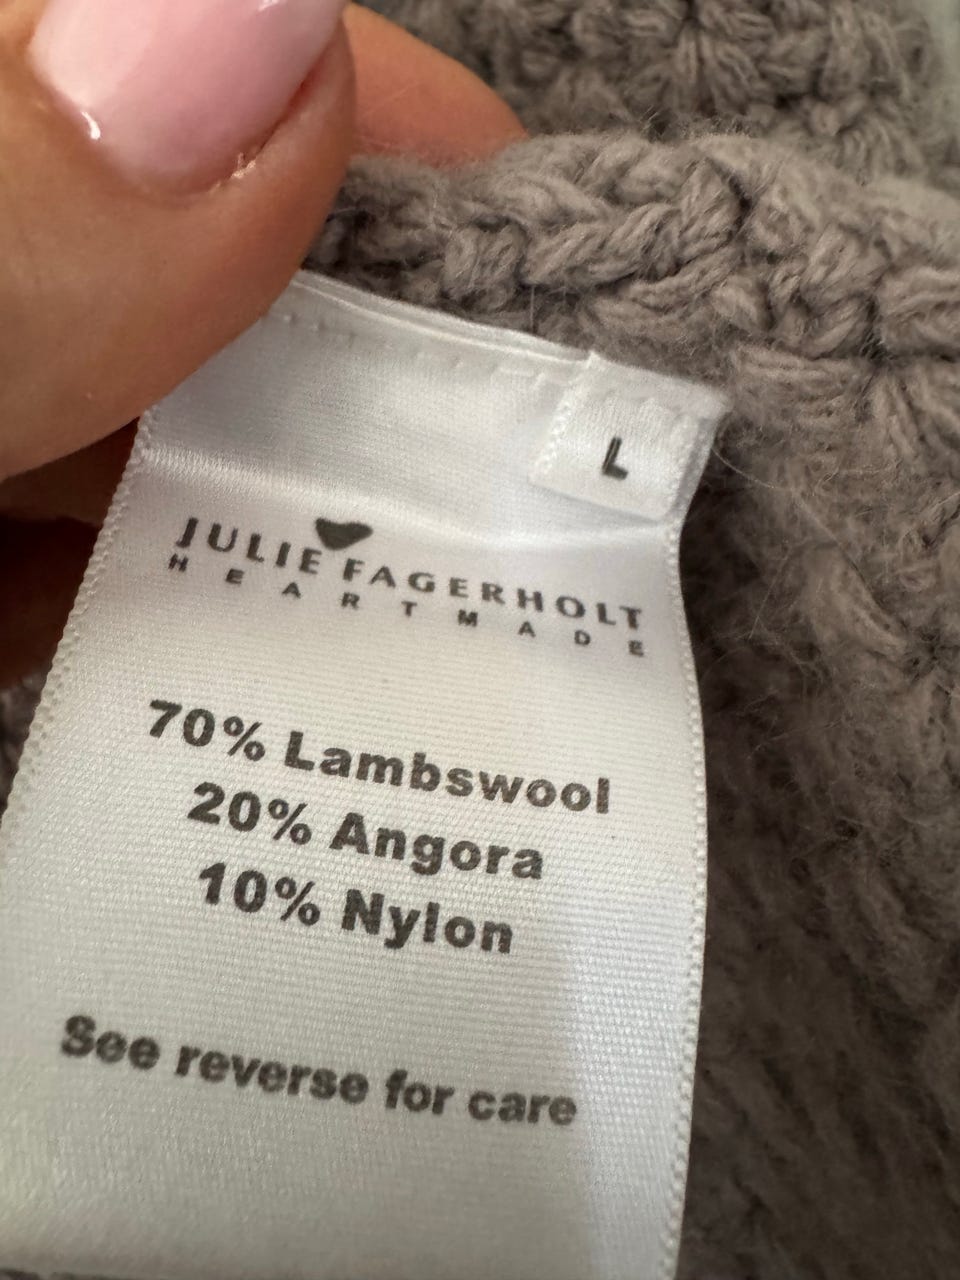 L
JULIE FAGERHOLT
HEARTMADE
70% Lambswool
20% Angora
10% Nylon
See reverse for care